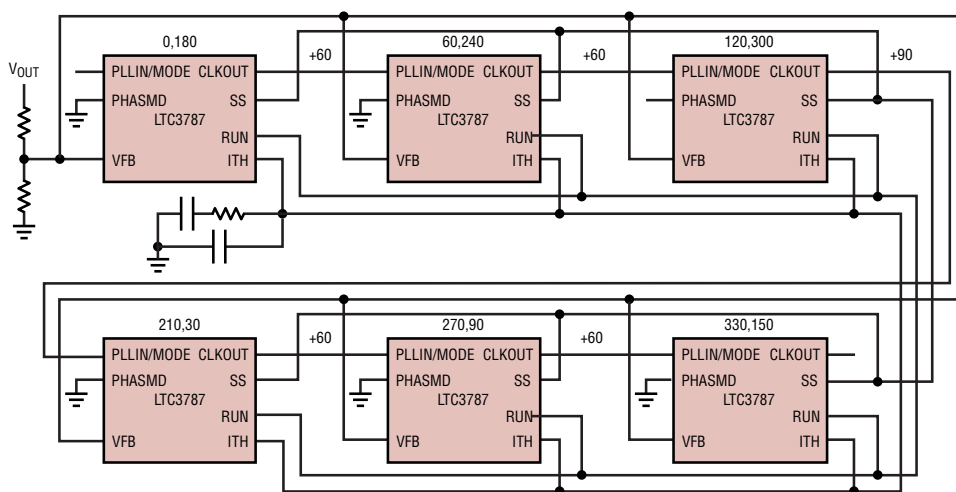 0,180
60,240
120,300
VOUT
+60
+60
+90
PLLIN/MODE CLKOUT
PHASMD SS
LTC3787
RUN
VFB ITH
PLLIN/MODE CLKOUT
PHASMD SS
LTC3787
RUN
VFB ITH
PLLIN/MODE CLKOUT
PHASMD SS
LTC3787
RUN
VFB ITH
210,30
270,90
330,150
+60
+60
PLLIN/MODE CLKOUT
PHASMD SS
LTC3787
RUN
VFB ITH
PLLIN/MODE CLKOUT
PHASMD SS
LTC3787
RUN
VFB ITH
PLLIN/MODE CLKOUT
PHASMD SS
LTC3787
RUN
VFB ITH